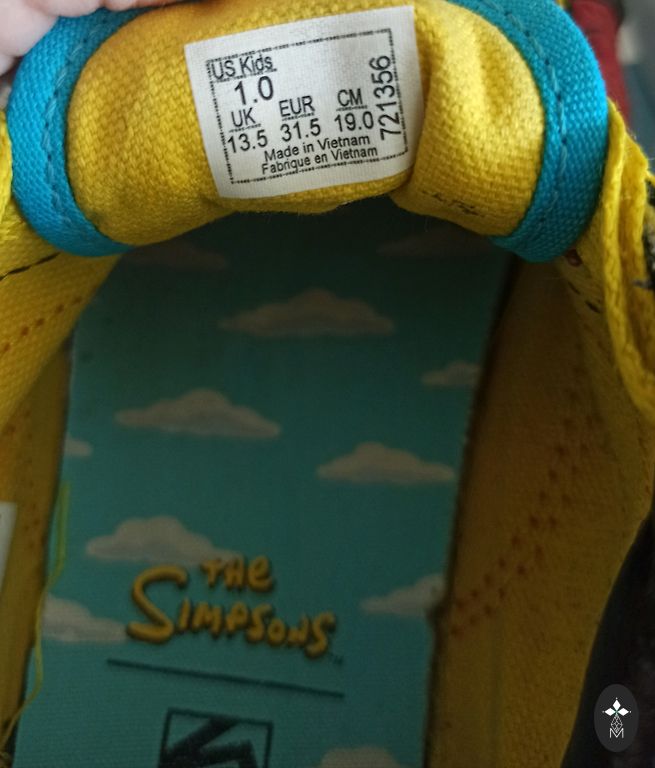 US Kids
1.0
UK EUR CM
13.5 31.5 19.0
Made in Vietnam
Fabrique en Vietnam
721356
THE
SIMPSONS
TM
M